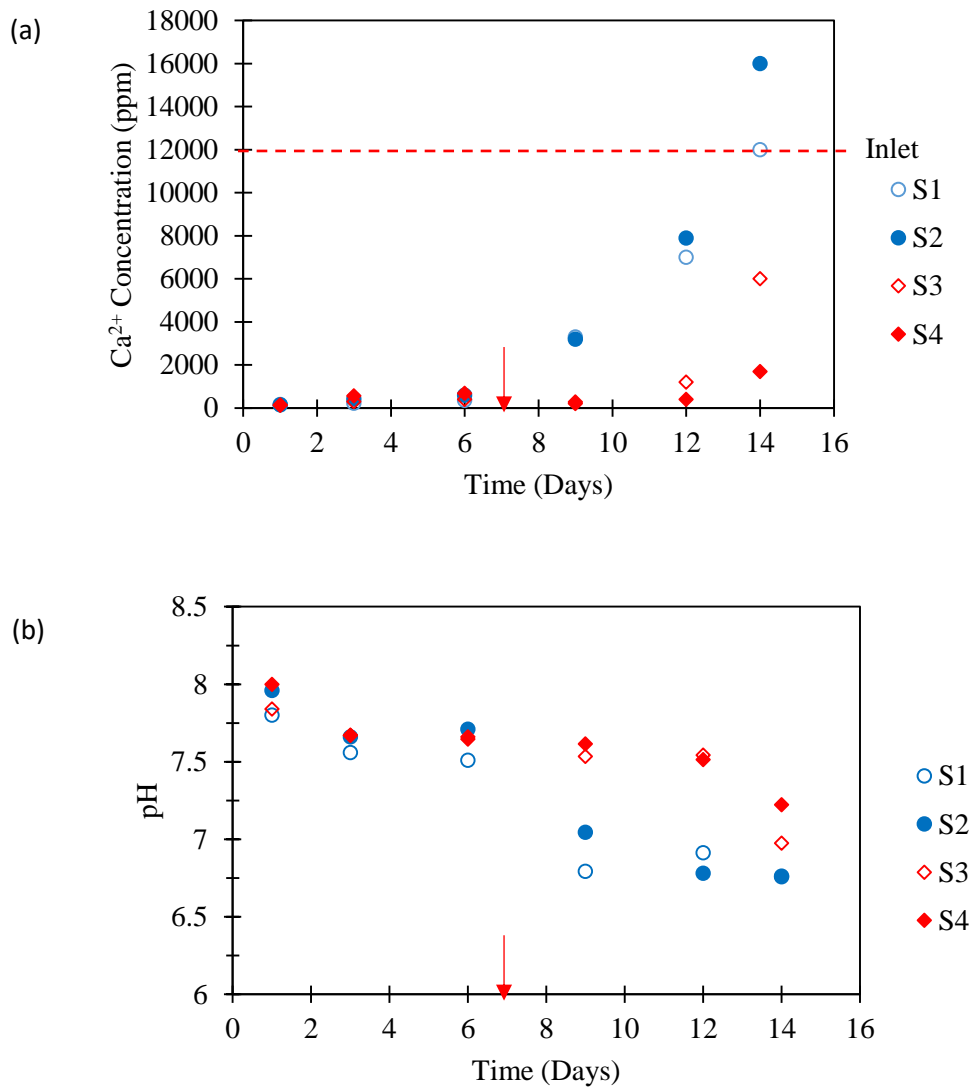 (a)
Ca²⁺ Concentration (ppm)
18000
16000
14000
12000
10000
8000
6000
4000
2000
0
0 2 4 6 8 10 12 14 16
Time (Days)
Inlet
S1
S2
S3
S4
(b)
pH
8.5
8
7.5
7
6.5
6
0 2 4 6 8 10 12 14 16
Time (Days)
S1
S2
S3
S4